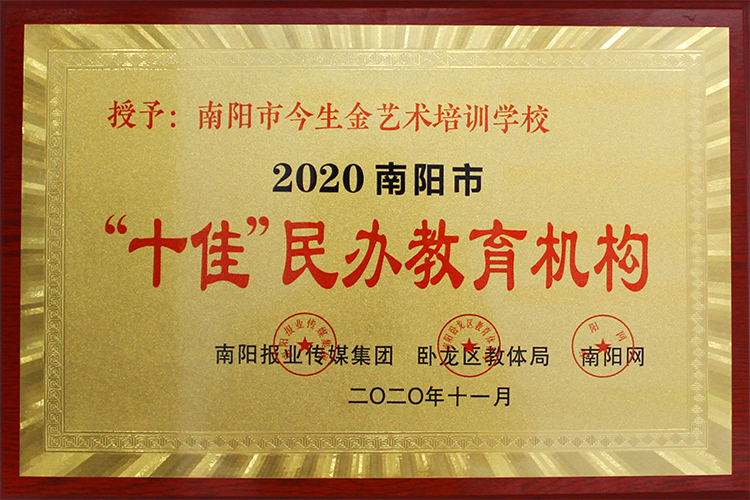 授予：南阳市今生金艺术培训学校
2020南阳市
“十佳”民办教育机构
南阳报业传媒集团 卧龙区教体局 南阳网
二〇二〇年十一月